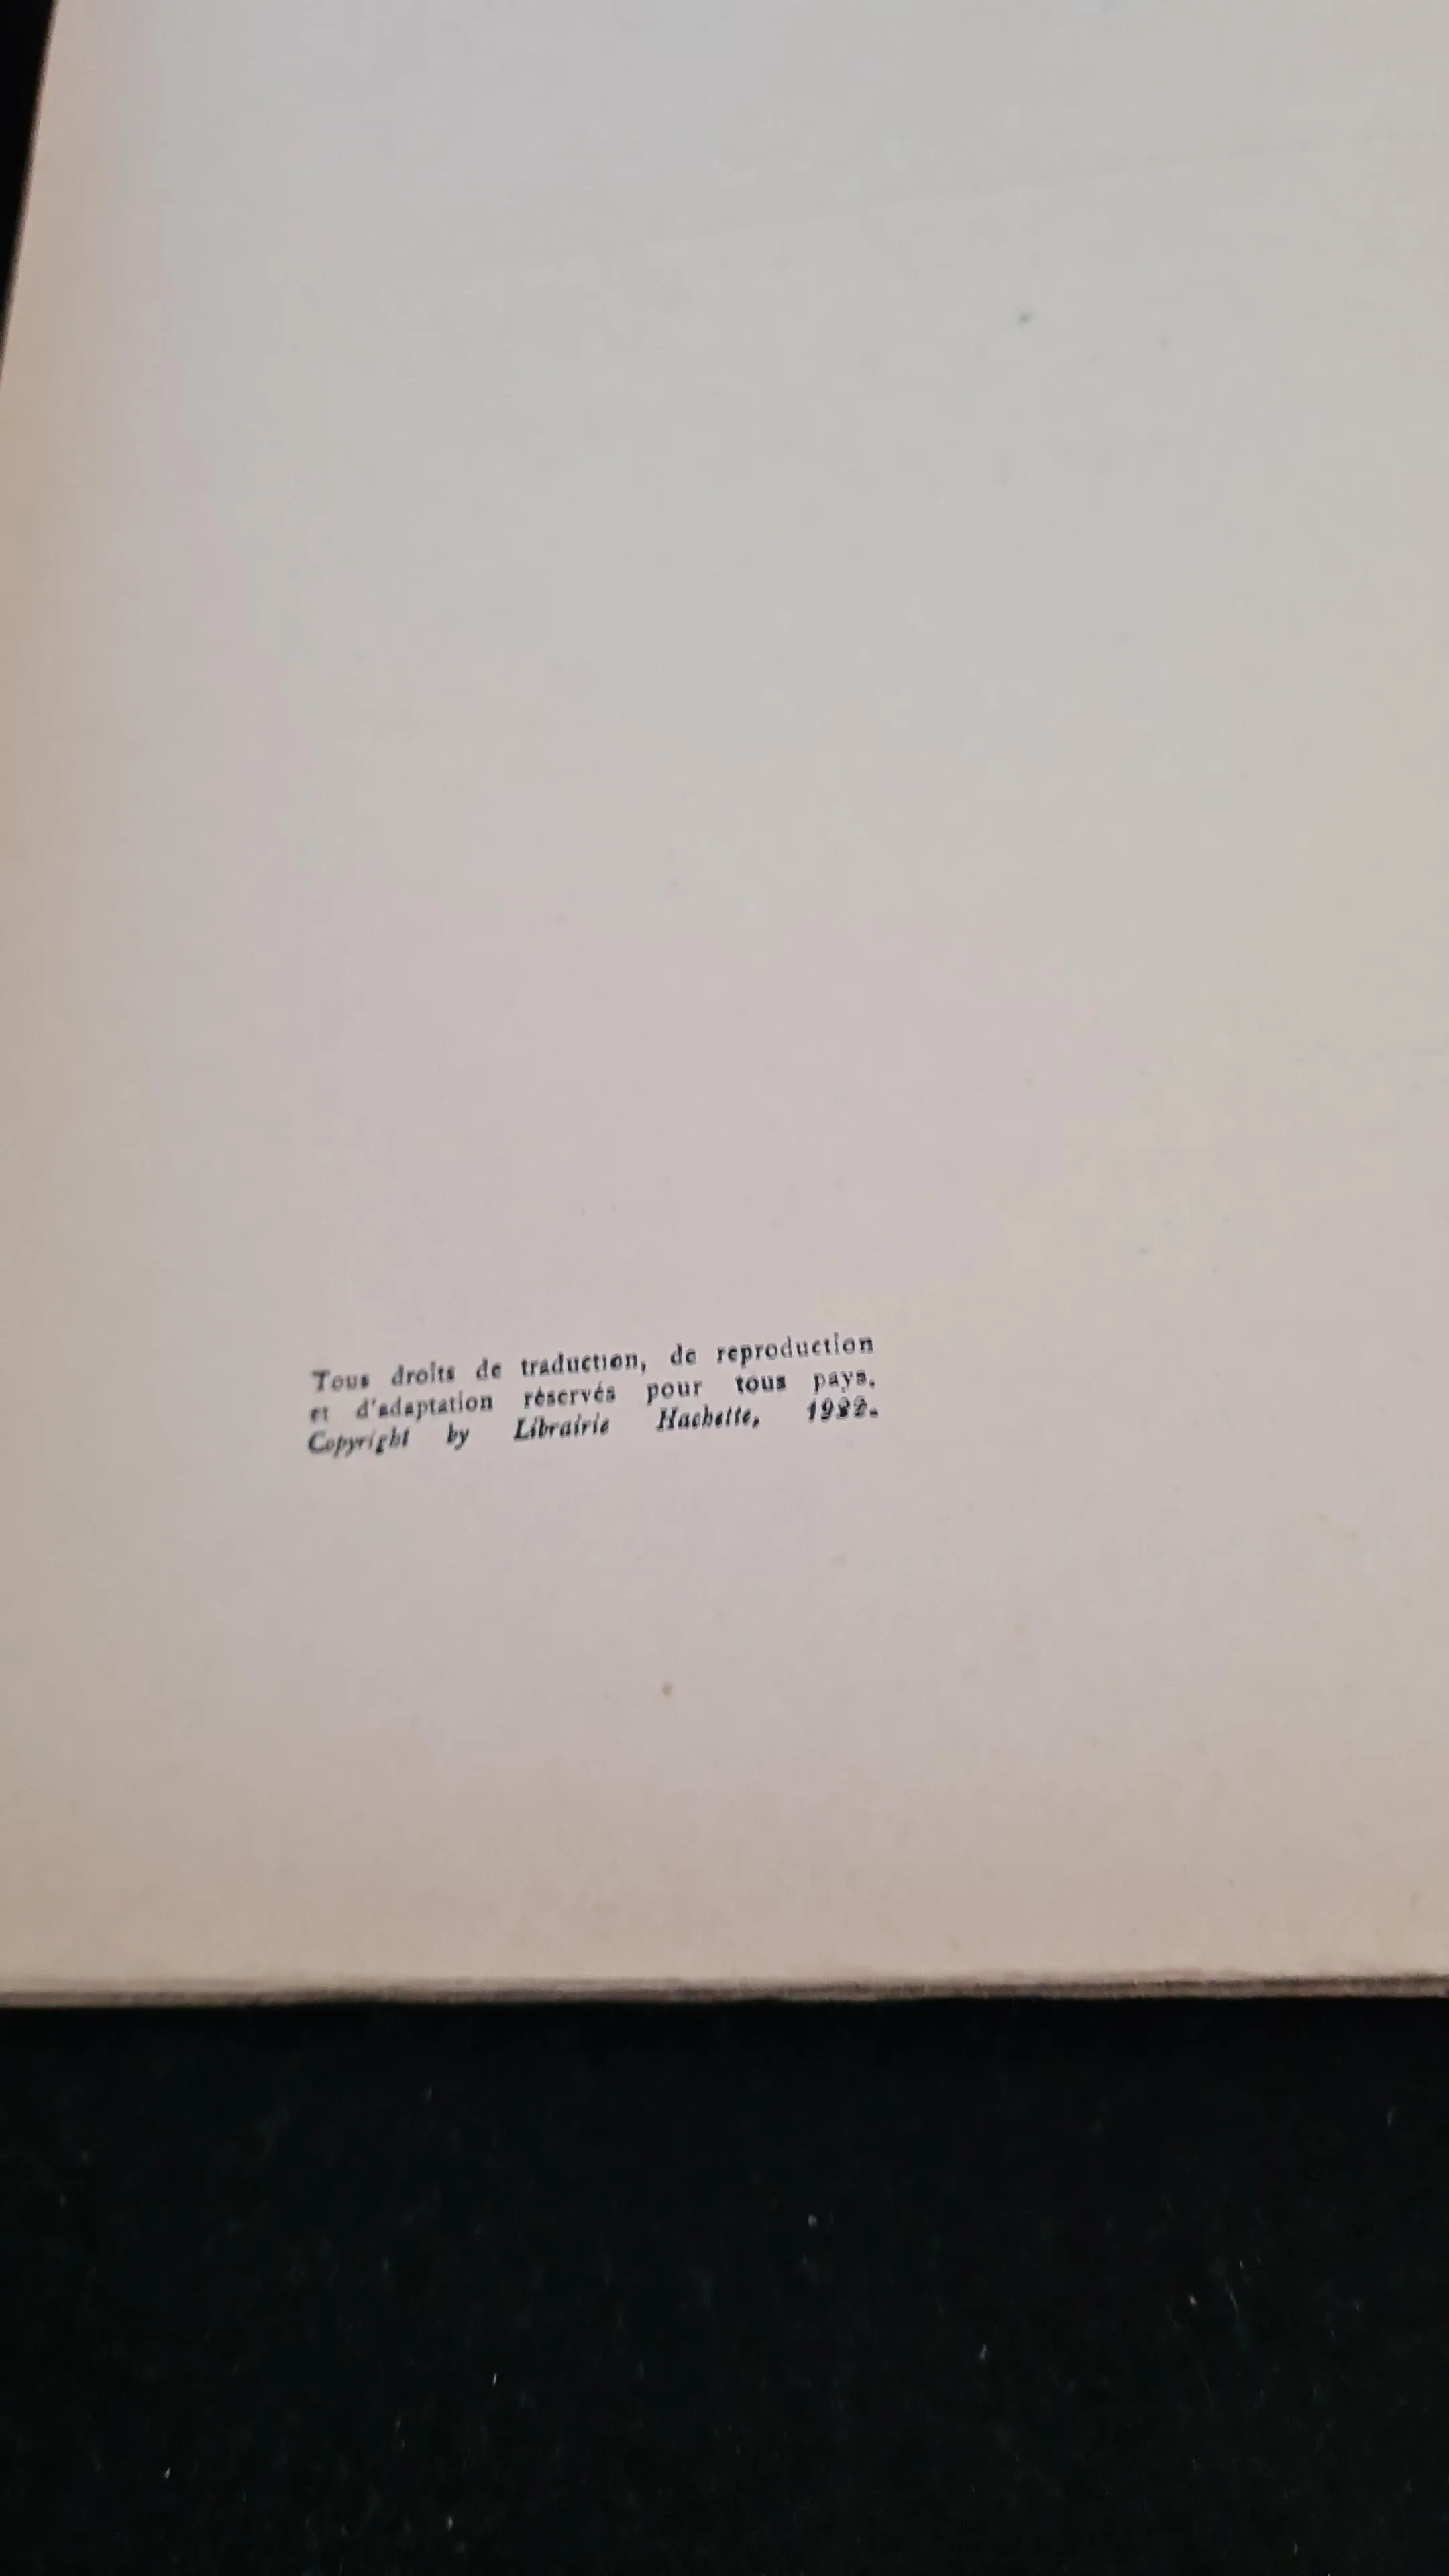 Tous droits de traduction, de reproduction
et d'adaptation réservés pour tous pays.
Copyright by Librairie Hachette,